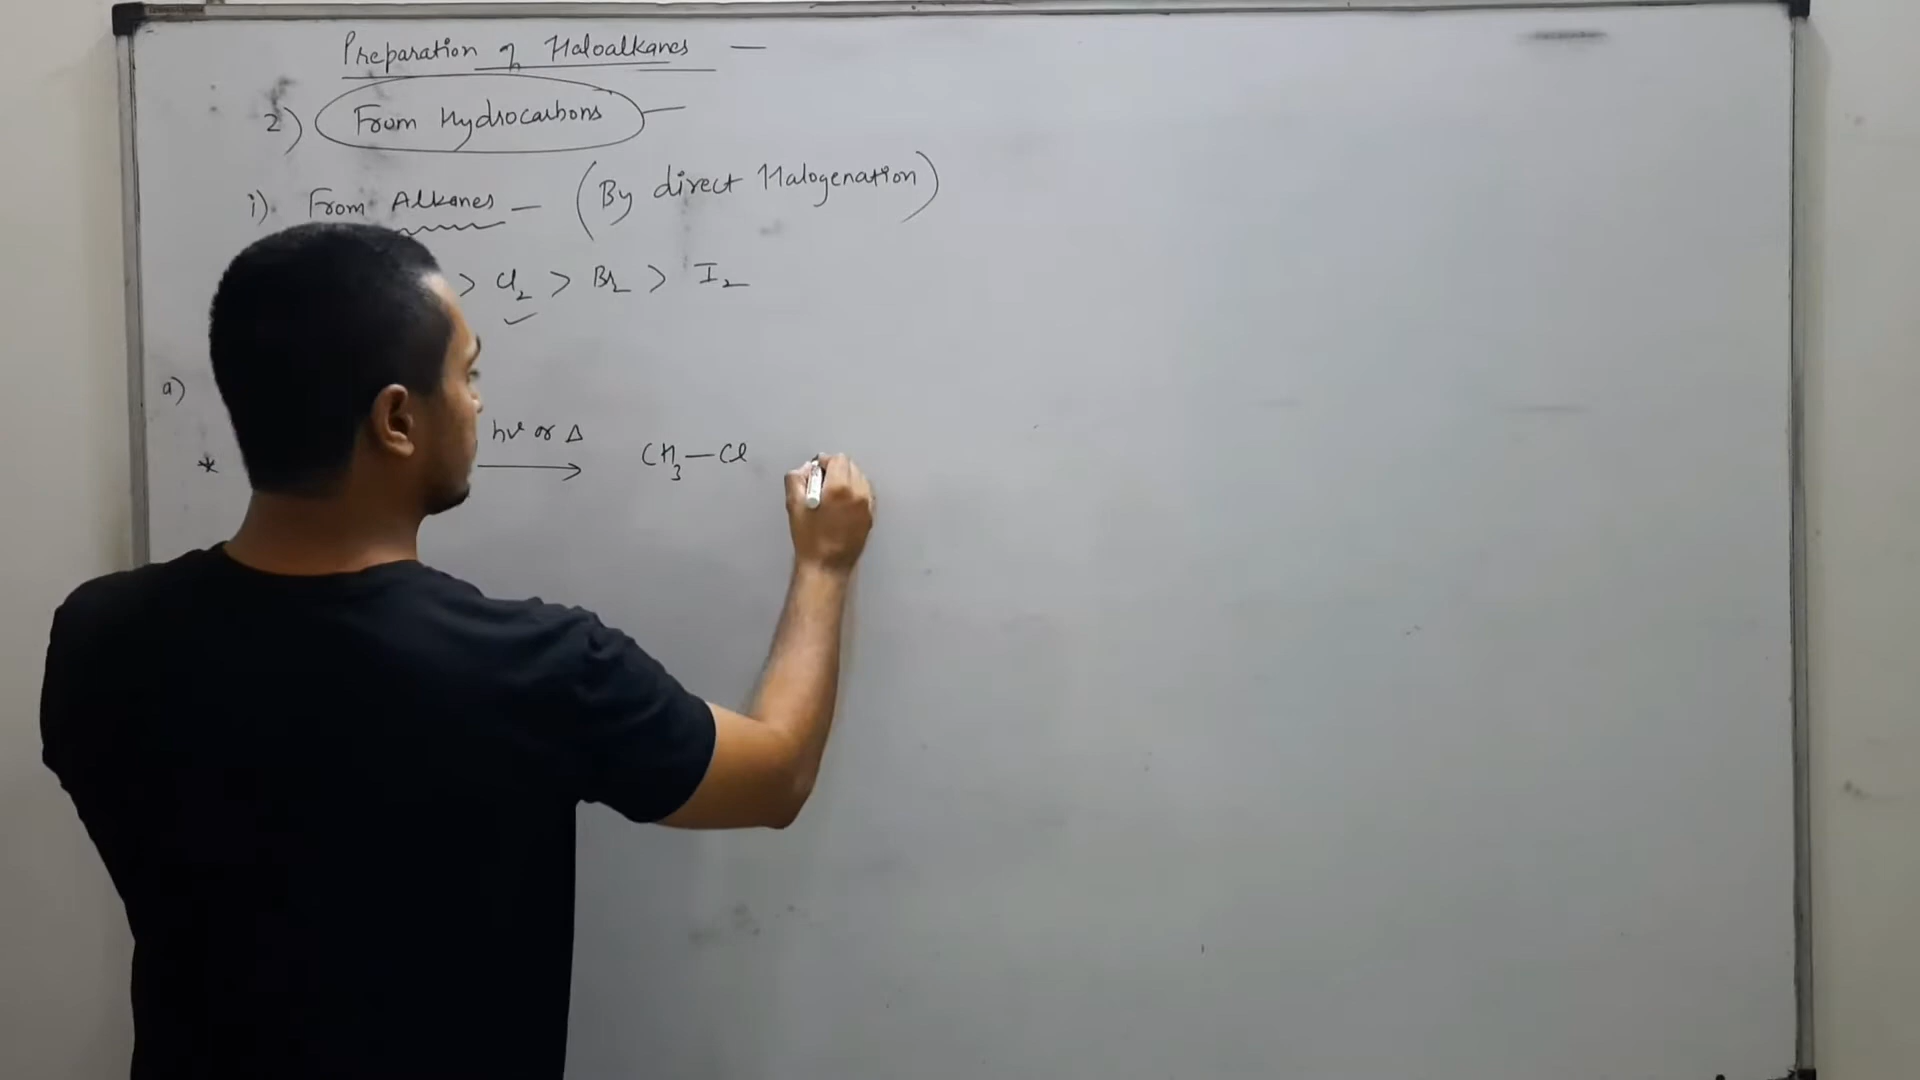 Preparation of Haloalkanes —
2) From Hydrocarbons —
i) From Alkanes — (By direct Halogenation)
> Cl₂ > Br₂ > I₂
a)
* hν or Δ → CH₃—Cl